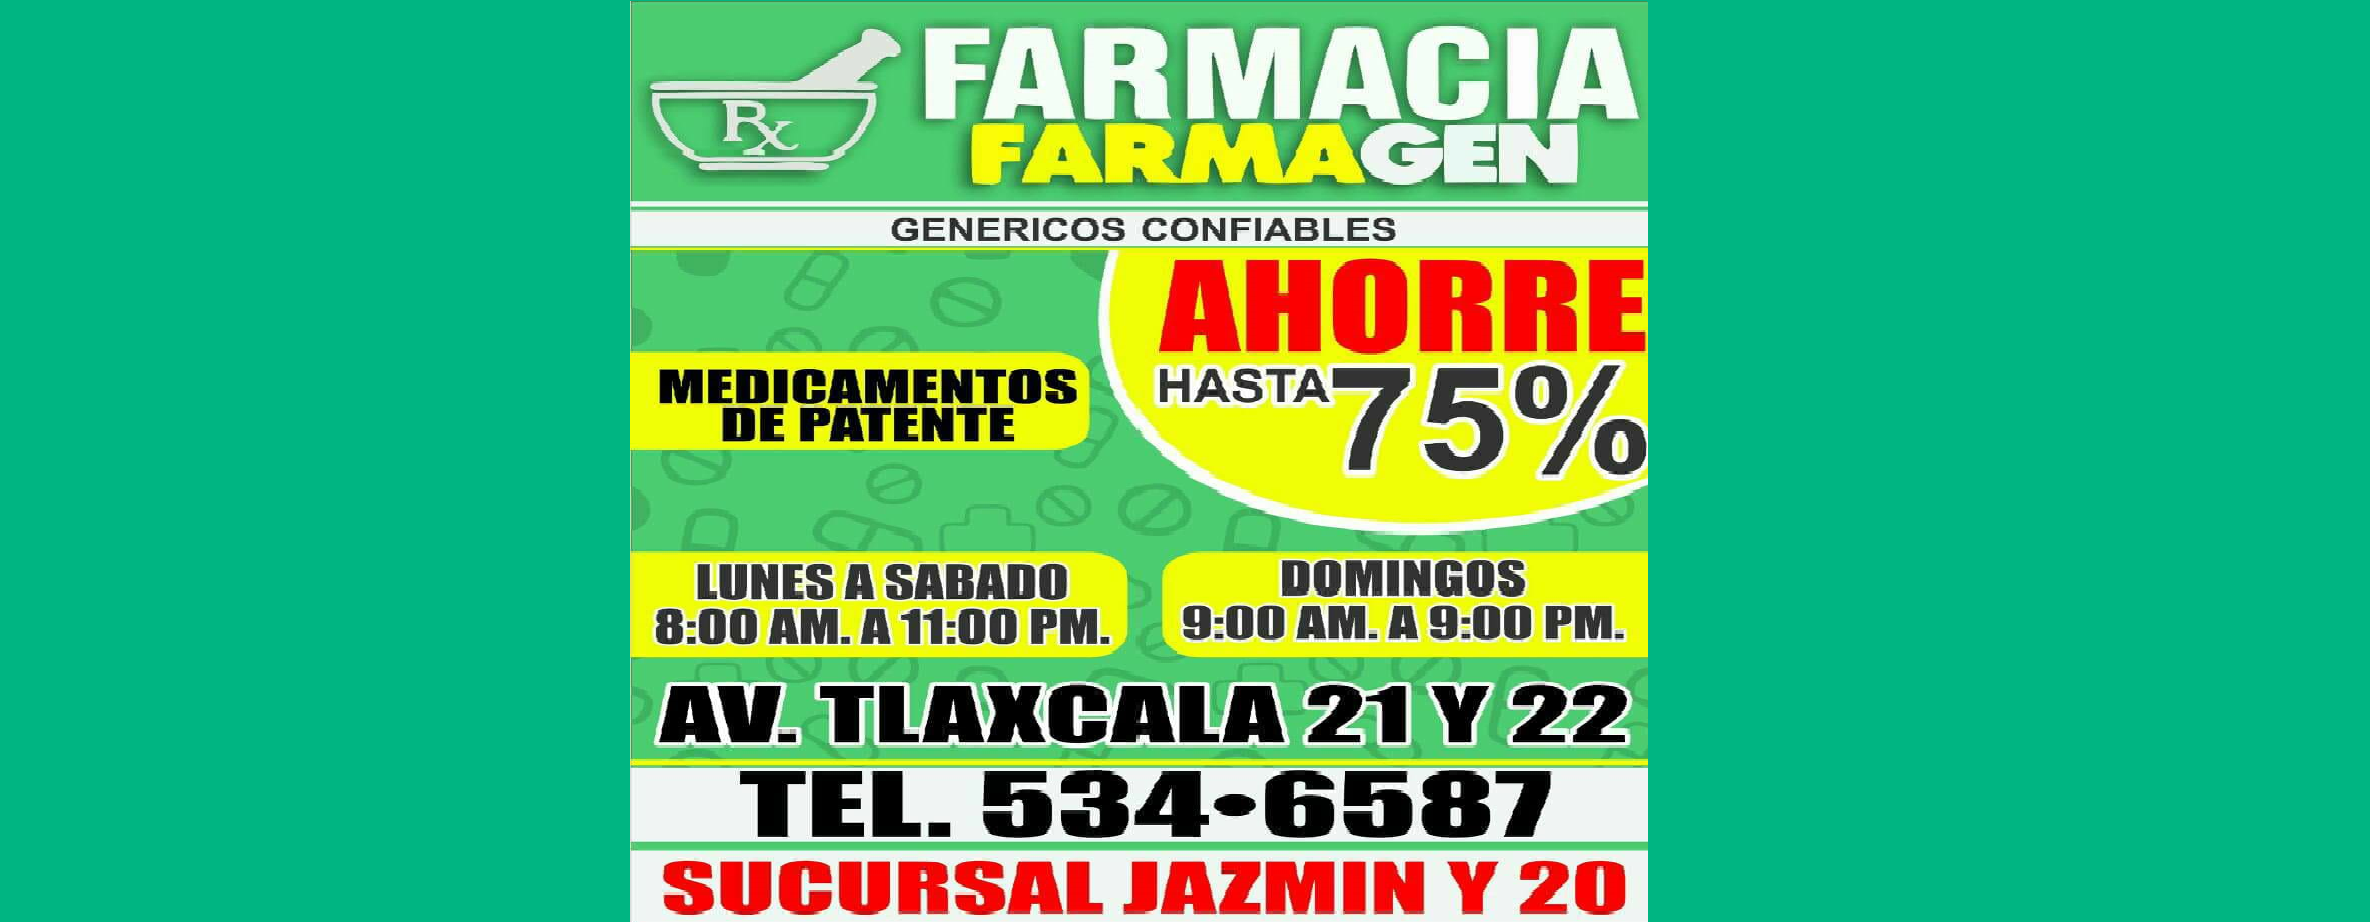 Rx
FARMACIA
FARMAGEN
GENERICOS CONFIABLES
AHORRE
HASTA 75%
MEDICAMENTOS
DE PATENTE
LUNES A SABADO
8:00 AM. A 11:00 PM.
DOMINGOS
9:00 AM. A 9:00 PM.
AV. TLAXCALA 21 Y 22
TEL. 534•6587
SUCURSAL JAZMIN Y 20